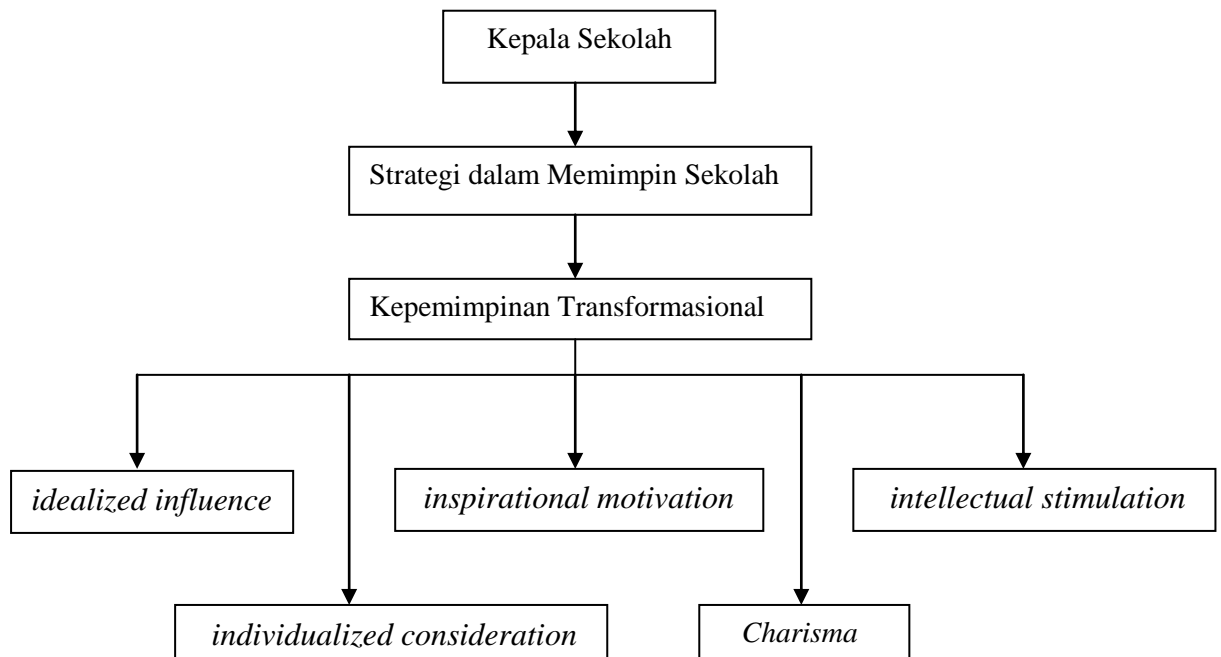 Kepala Sekolah
Strategi dalam Memimpin Sekolah
Kepemimpinan Transformasional
idealized influence
inspirational motivation
intellectual stimulation
individualized consideration
Charisma